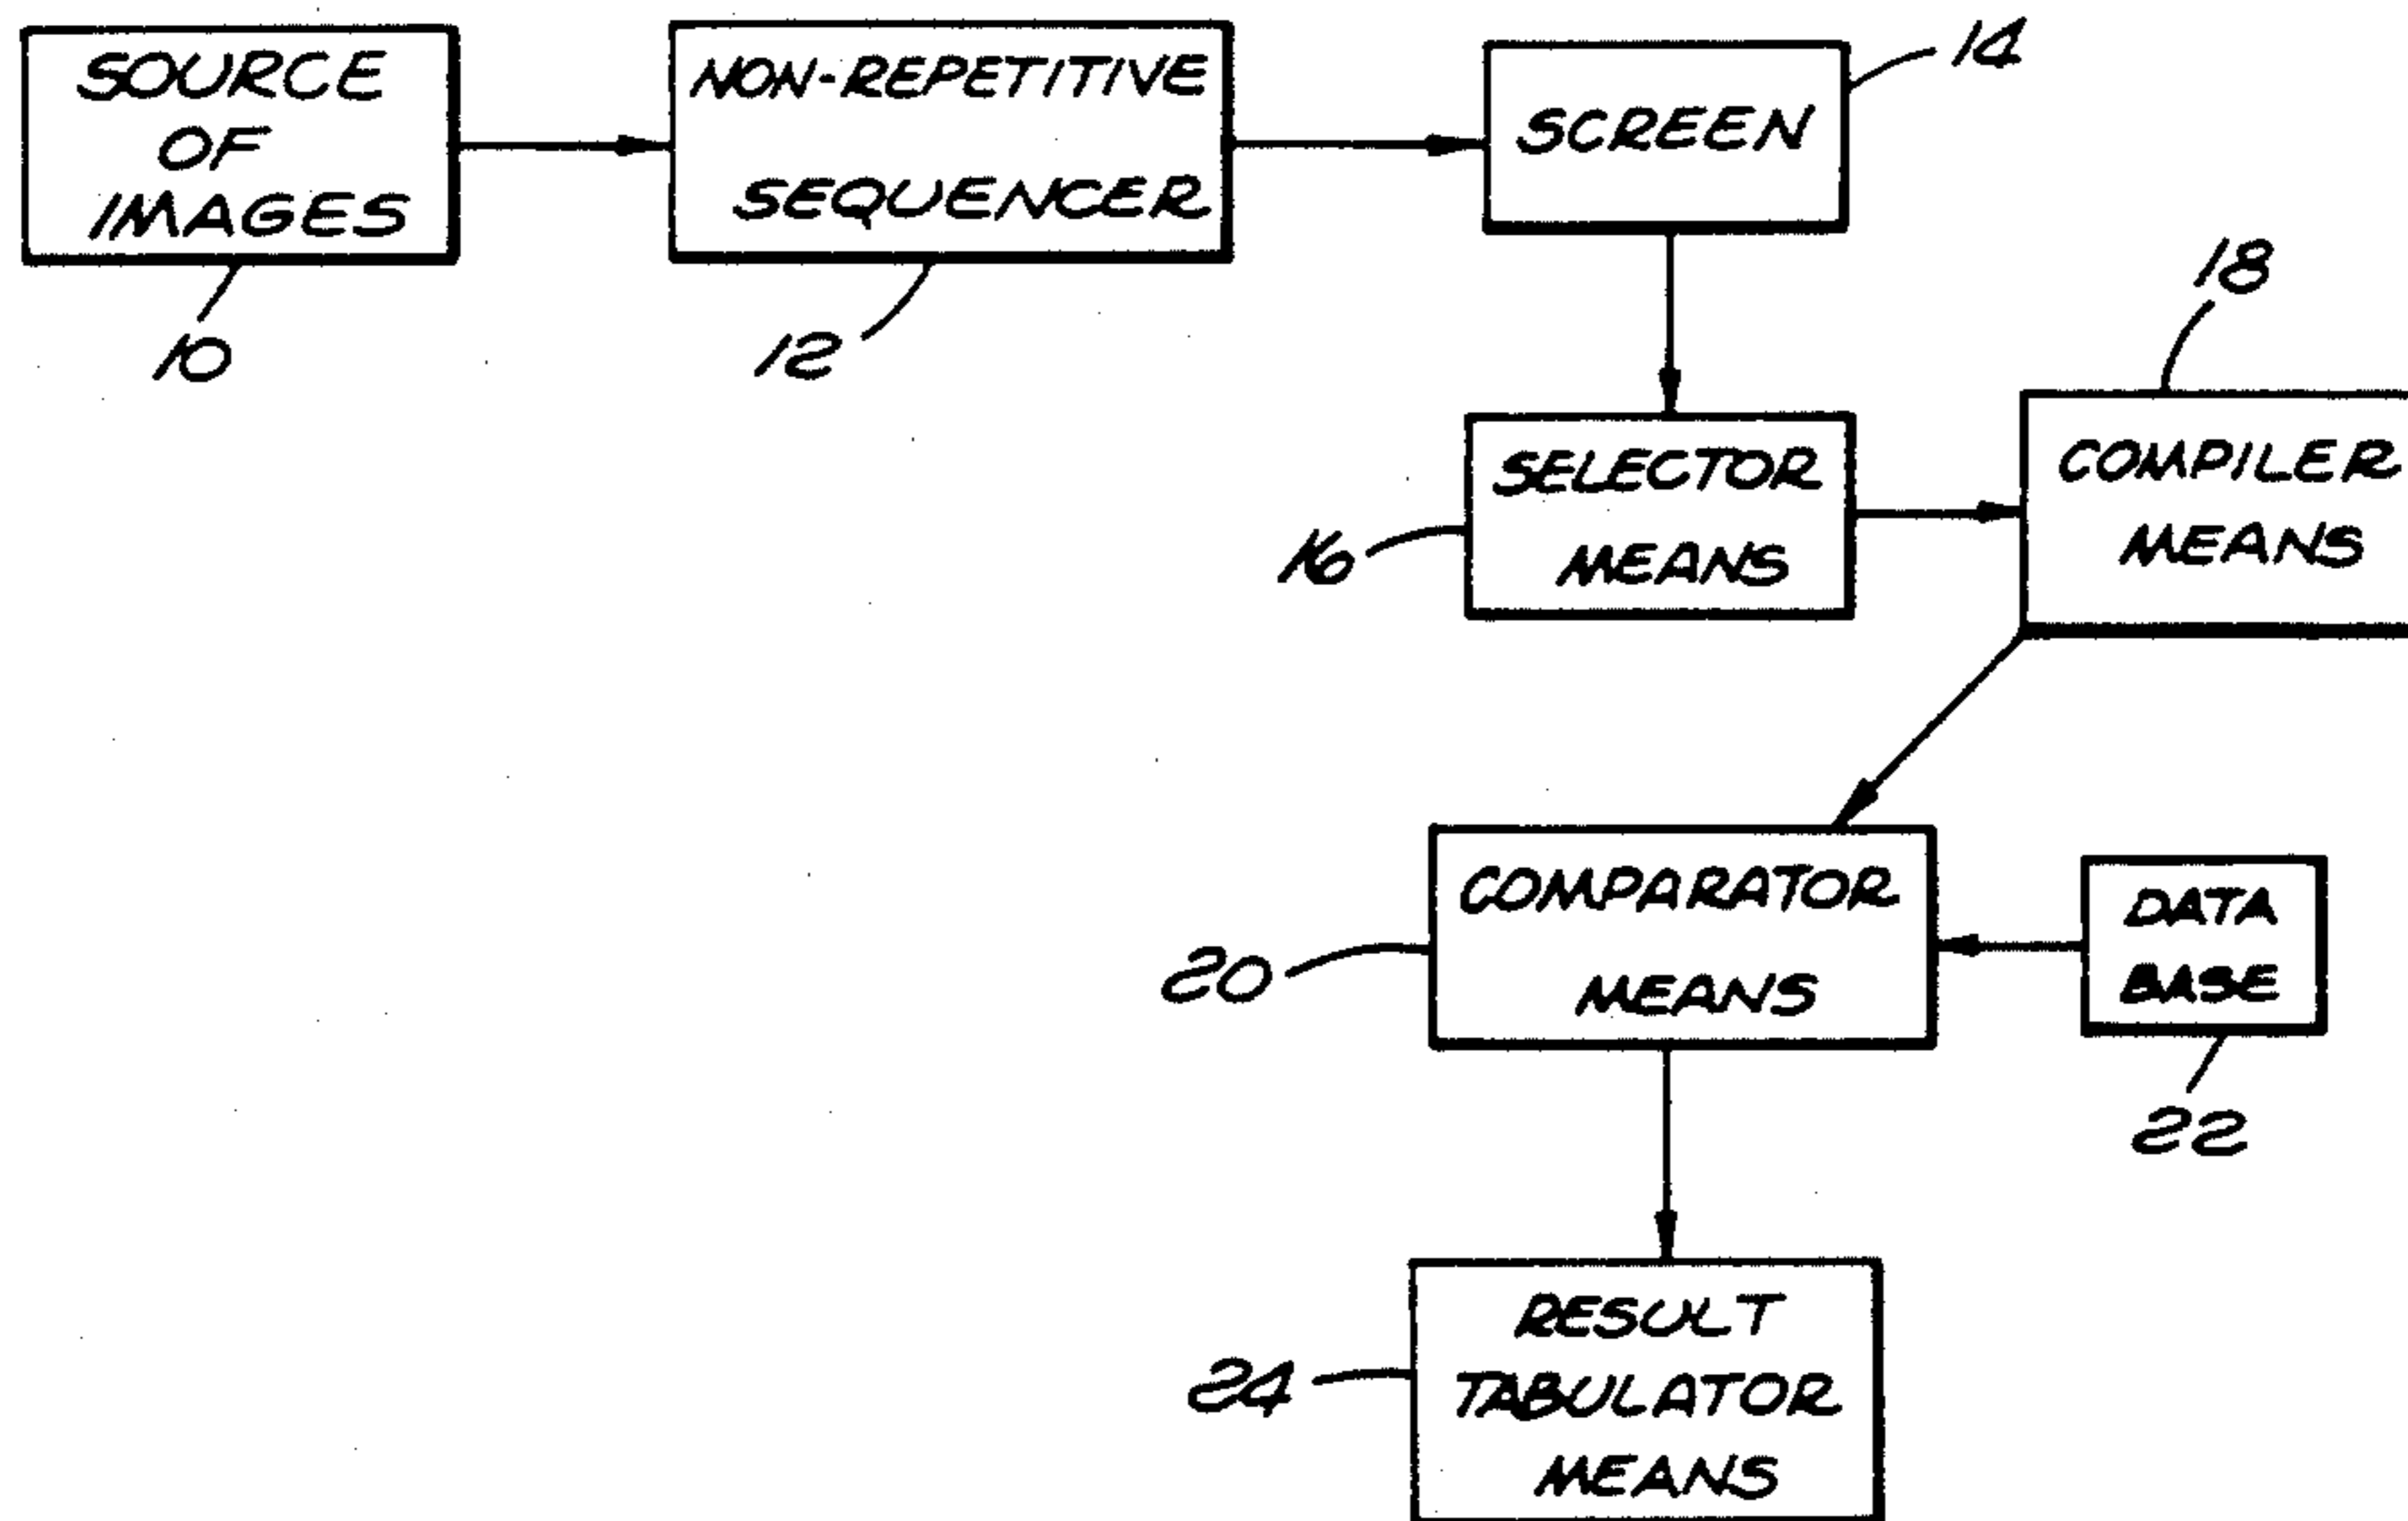 SOURCE
OF
IMAGES
10
NON-REPETITIVE
SEQUENCER
12
SCREEN
14
SELECTOR
MEANS
16
COMPILER
MEANS
18
COMPARATOR
MEANS
20
DATA
BASE
22
RESULT
TABULATOR
MEANS
24